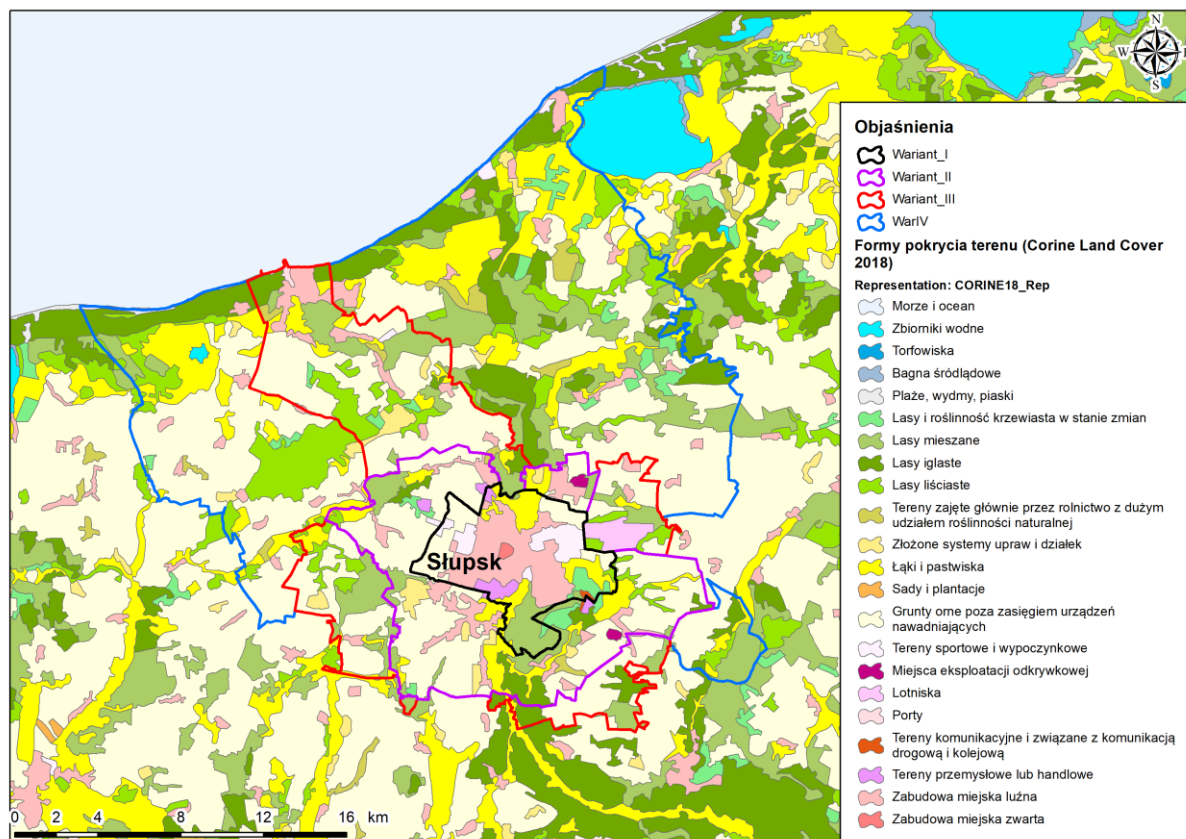 N
W
S
Objaśnienia
Wariant_I
Wariant_II
Wariant_III
WarIV
Formy pokrycia terenu (Corine Land Cover
2018)
Representation: CORINE18_Rep
Morze i ocean
Zbiorniki wodne
Torfowiska
Bagna śródlądowe
Plaże, wydmy, piaski
Lasy i roślinność krzewiasta w stanie zmian
Lasy mieszane
Lasy iglaste
Lasy liściaste
Tereny zajęte głównie przez rolnictwo z dużym
udziałem roślinności naturalnej
Złożone systemy upraw i działek
Łąki i pastwiska
Sady i plantacje
Grunty orne poza zasięgiem urządzeń
nawadniających
Tereny sportowe i wypoczynkowe
Miejsca eksploatacji odkrywkowej
Lotniska
Porty
Tereny komunikacyjne i związane z komunikacją
drogową i kolejową
Tereny przemysłowe lub handlowe
Zabudowa miejska luźna
Zabudowa miejska zwarta
Słupsk
0 2 4 8 12 16 km